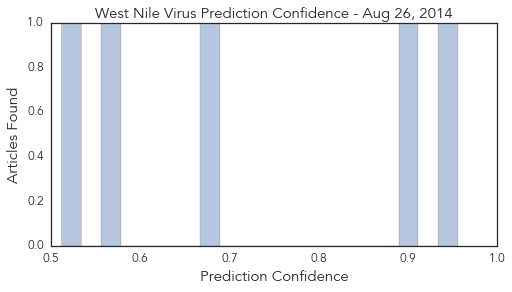 West Nile Virus Prediction Confidence - Aug 26, 2014
1.0
0.8
0.6
0.4
0.2
0.0
Articles Found
0.5 0.6 0.7 0.8 0.9 1.0
Prediction Confidence